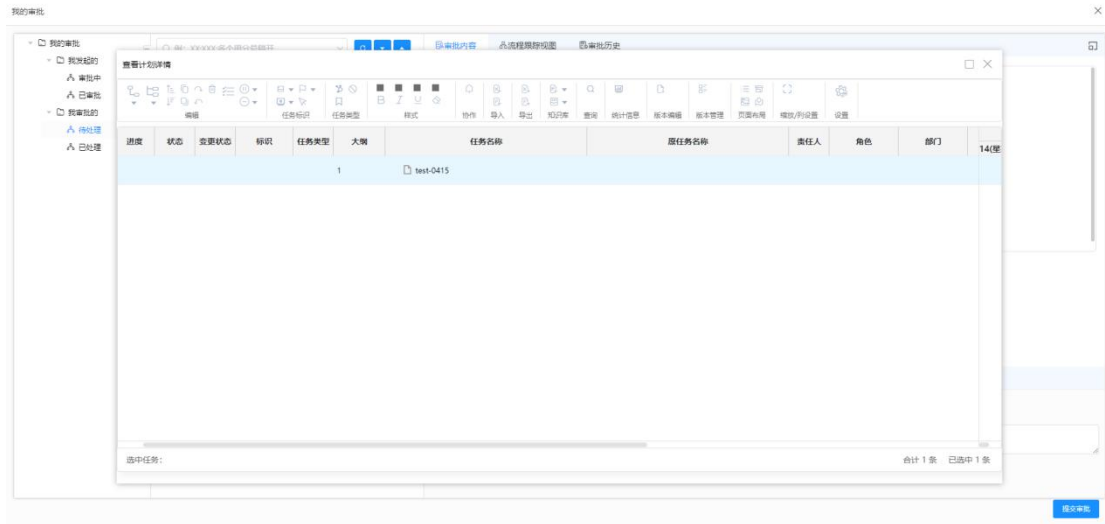 我的审批
我的审批
我发起的
审批中
已审批
我审批的
待处理
已处理
审批内容 流程跟踪视图 审批历史
查看计划详情
编辑 任务标识 任务类型 样式 协作 导入 导出 知识库 查询 统计信息 版本编辑 版本管理 页面布局 缩放/列设置 设置
B I U
进度 状态 变更状态 标识 任务类型 大纲 任务名称 原任务名称 责任人 角色 部门 14(星
1 test-0415
选中任务: 合计 1 条 已选中 1 条
提交审批